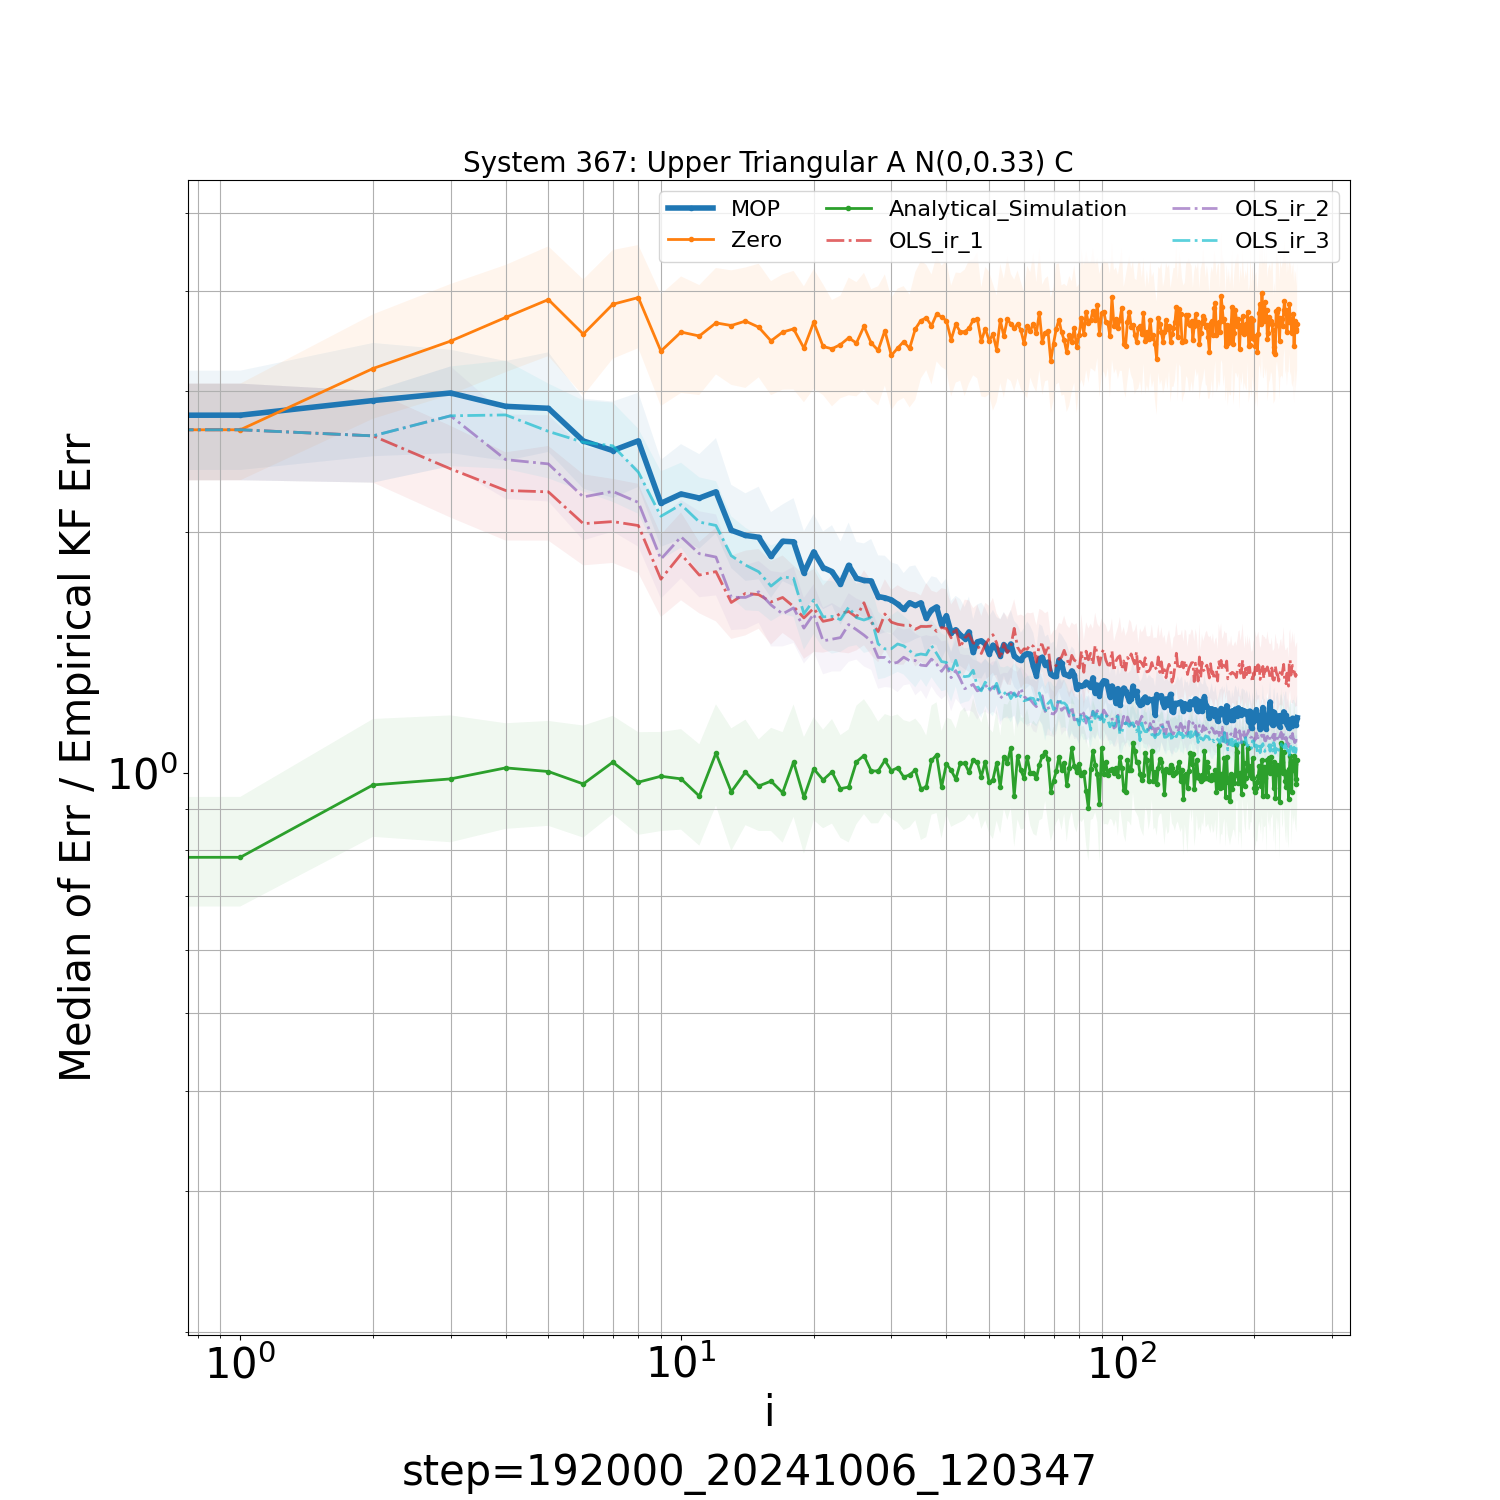 System 367: Upper Triangular A N(0,0.33) C
MOP
Zero
Analytical_Simulation
OLS_ir_1
OLS_ir_2
OLS_ir_3
Median of Err / Empirical KF Err
10⁰
10⁰ 10¹ 10²
i
step=192000_20241006_120347